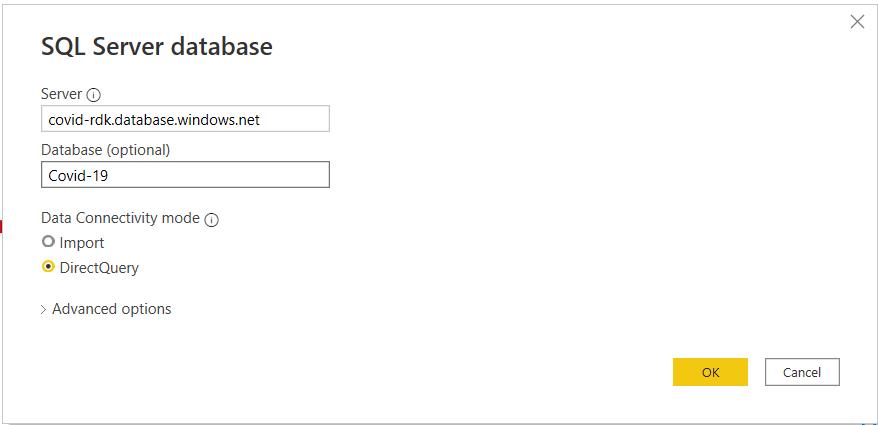 SQL Server database
Server
covid-rdk.database.windows.net
Database (optional)
Covid-19
Data Connectivity mode
Import
DirectQuery
Advanced options
OK
Cancel